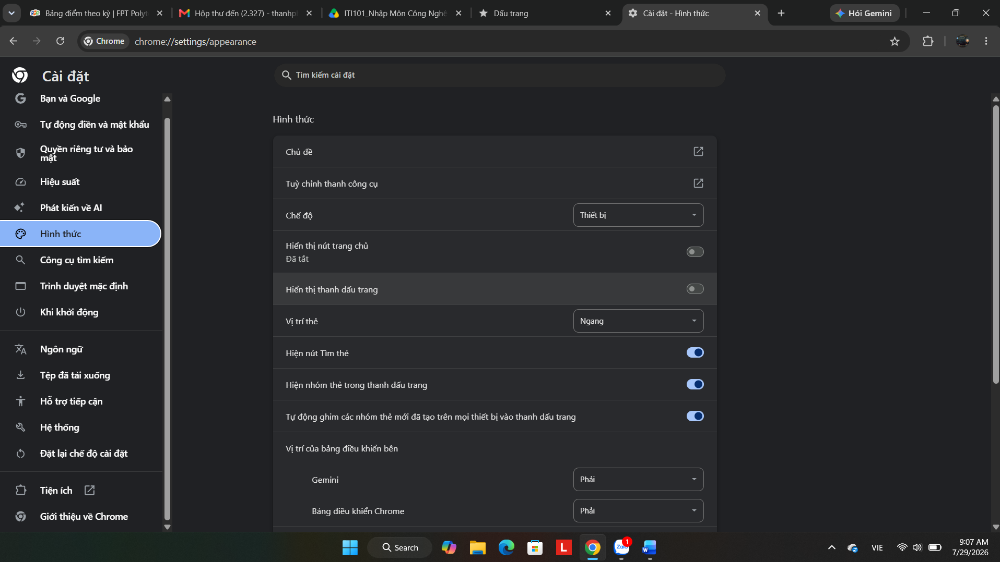 Bảng điểm theo kỳ | FPT Polyt
Hộp thư đến (2.327) - thanhph
ITI101_Nhập Môn Công Nghệ
Dấu trang
Cài đặt - Hình thức
Hỏi Gemini
Chrome
chrome://settings/appearance
Cài đặt
Tìm kiếm cài đặt
Bạn và Google
Tự động điền và mật khẩu
Quyền riêng tư và bảo
mật
Hiệu suất
Phát kiến về AI
Hình thức
Công cụ tìm kiếm
Trình duyệt mặc định
Khi khởi động
Ngôn ngữ
Tệp đã tải xuống
Hỗ trợ tiếp cận
Hệ thống
Đặt lại chế độ cài đặt
Tiện ích
Giới thiệu về Chrome
Hình thức
Chủ đề
Tuỳ chỉnh thanh công cụ
Chế độ
Thiết bị
Hiển thị nút trang chủ
Đã tắt
Hiển thị thanh dấu trang
Vị trí thẻ
Ngang
Hiện nút Tìm thẻ
Hiện nhóm thẻ trong thanh dấu trang
Tự động ghim các nhóm thẻ mới đã tạo trên mọi thiết bị vào thanh dấu trang
Vị trí của bảng điều khiển bên
Gemini
Phải
Bảng điều khiển Chrome
Phải
Search
L
Zalo
1
W
VIE
9:07 AM
7/29/2026